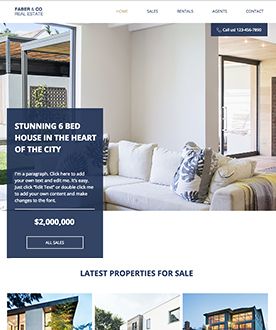 FABER & CO.
REAL ESTATE
HOME
SALES
RENTALS
AGENTS
CONTACT
Call us! 123-456-7890
STUNNING 6 BED
HOUSE IN THE HEART
OF THE CITY
I'm a paragraph. Click here to add
your own text and edit me. It's easy.
Just click "Edit Text" or double click me
to add your own content and make
changes to the font.
$2,000,000
ALL SALES
LATEST PROPERTIES FOR SALE